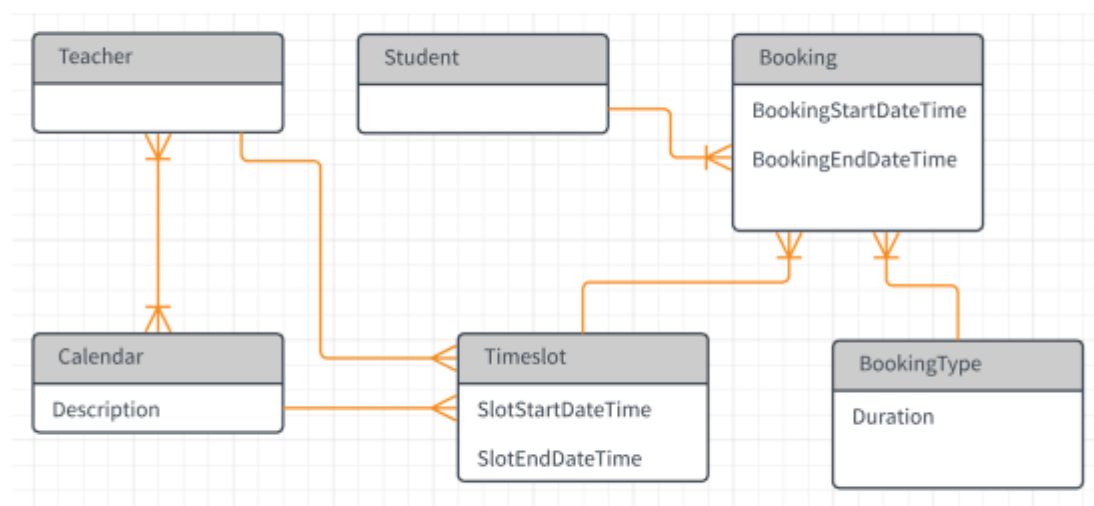 Teacher
Student
Booking
BookingStartDateTime
BookingEndDateTime
Calendar
Description
Timeslot
SlotStartDateTime
SlotEndDateTime
BookingType
Duration